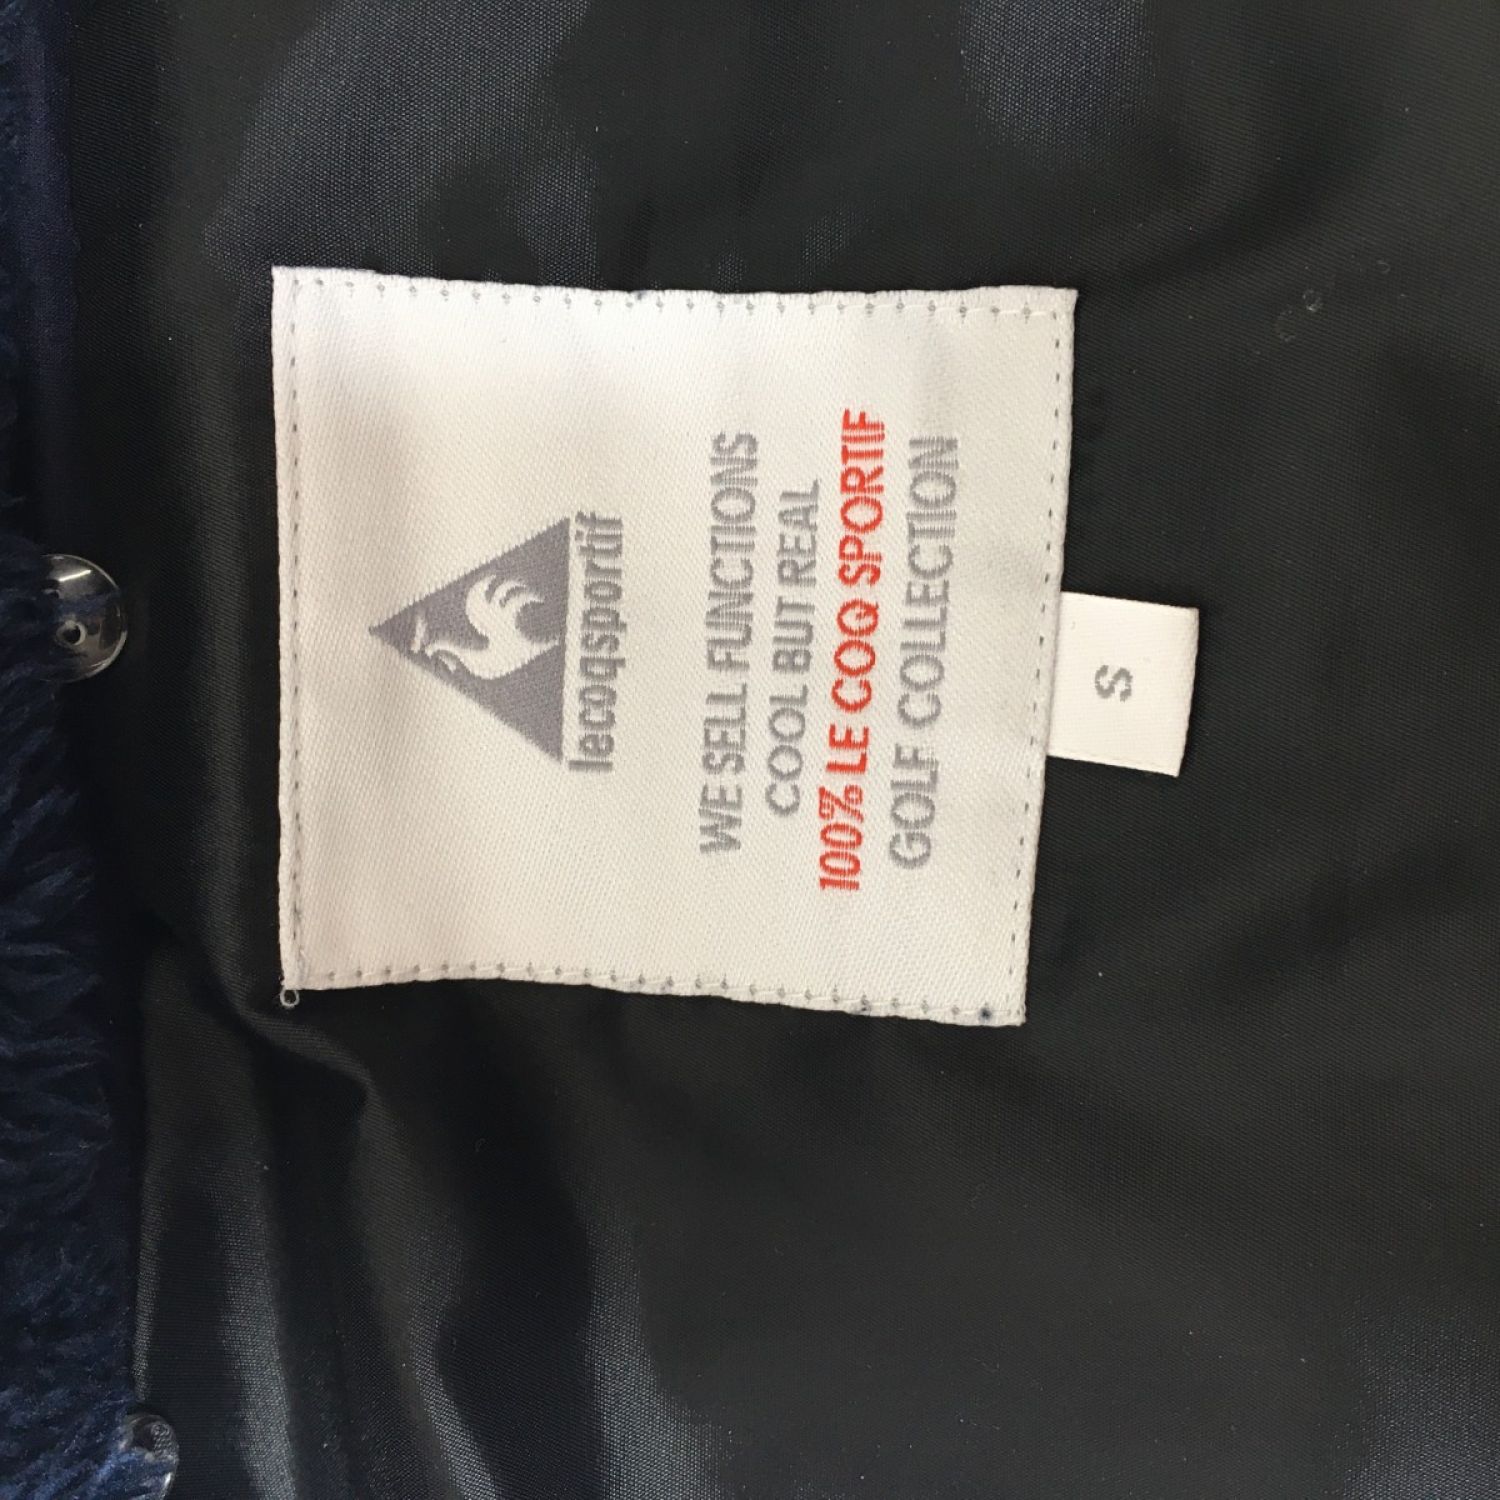 lecoqsportif
WE SELL FUNCTIONS
COOL BUT REAL
100% LE COQ SPORTIF
GOLF COLLECTION
S